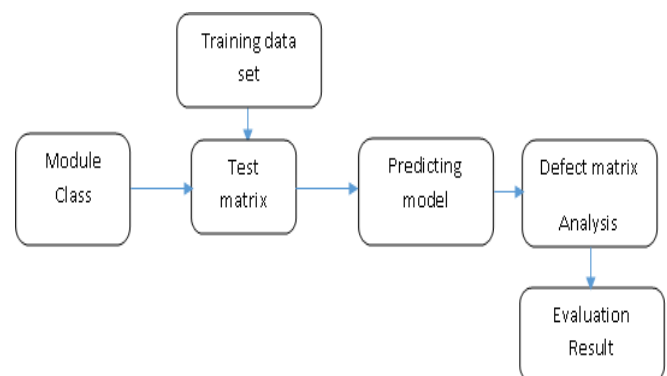 Training data
set
Module
Class
Test
matrix
Predicting
model
Defect matrix
Analysis
Evaluation
Result